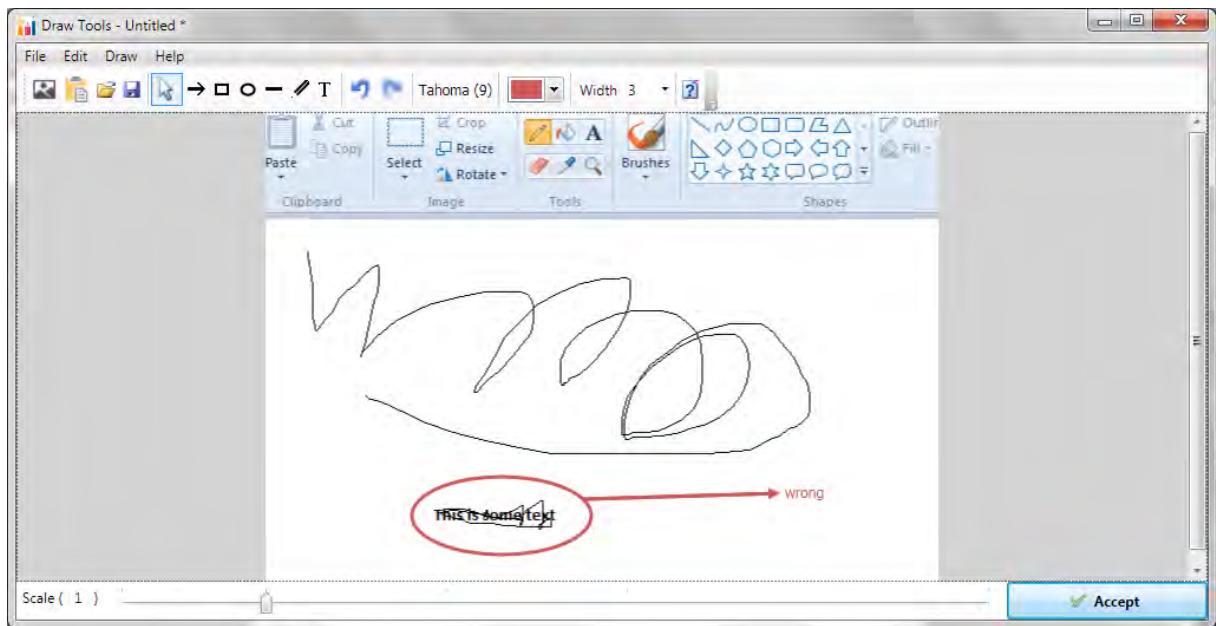 Draw Tools - Untitled *
File Edit Draw Help
T Tahoma (9) Width 3
Cut Crop A Outlin
Paste Copy Select Resize Brushes Fill
Rotate
Clipboard Image Tools Shapes
wrong
This is some text
Scale ( 1 ) Accept